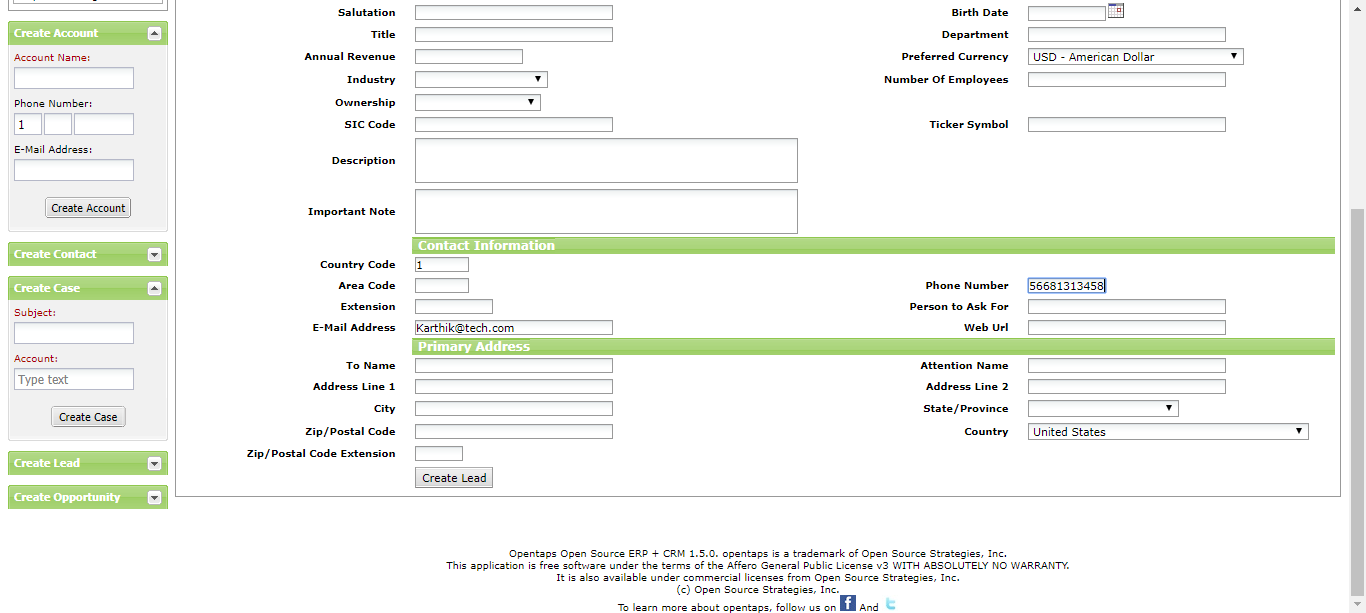 Create Account
Account Name:
Phone Number:
1
E-Mail Address:
Create Account
Create Contact
Create Case
Subject:
Account:
Type text
Create Case
Create Lead
Create Opportunity
Salutation Birth Date
Title Department
Annual Revenue Preferred Currency USD - American Dollar
Industry Number Of Employees
Ownership
SIC Code Ticker Symbol
Description
Important Note
Contact Information
Country Code 1
Area Code Phone Number 56681313458
Extension Person to Ask For
E-Mail Address Karthik@tech.com Web Url
Primary Address
To Name Attention Name
Address Line 1 Address Line 2
City State/Province
Zip/Postal Code Country United States
Zip/Postal Code Extension
Create Lead
Opentaps Open Source ERP + CRM 1.5.0. opentaps is a trademark of Open Source Strategies, Inc.
This application is free software under the terms of the Affero General Public License v3 WITH ABSOLUTELY NO WARRANTY.
It is also available under commercial licenses from Open Source Strategies, Inc.
(c) Open Source Strategies, Inc.
To learn more about opentaps, follow us on f And t